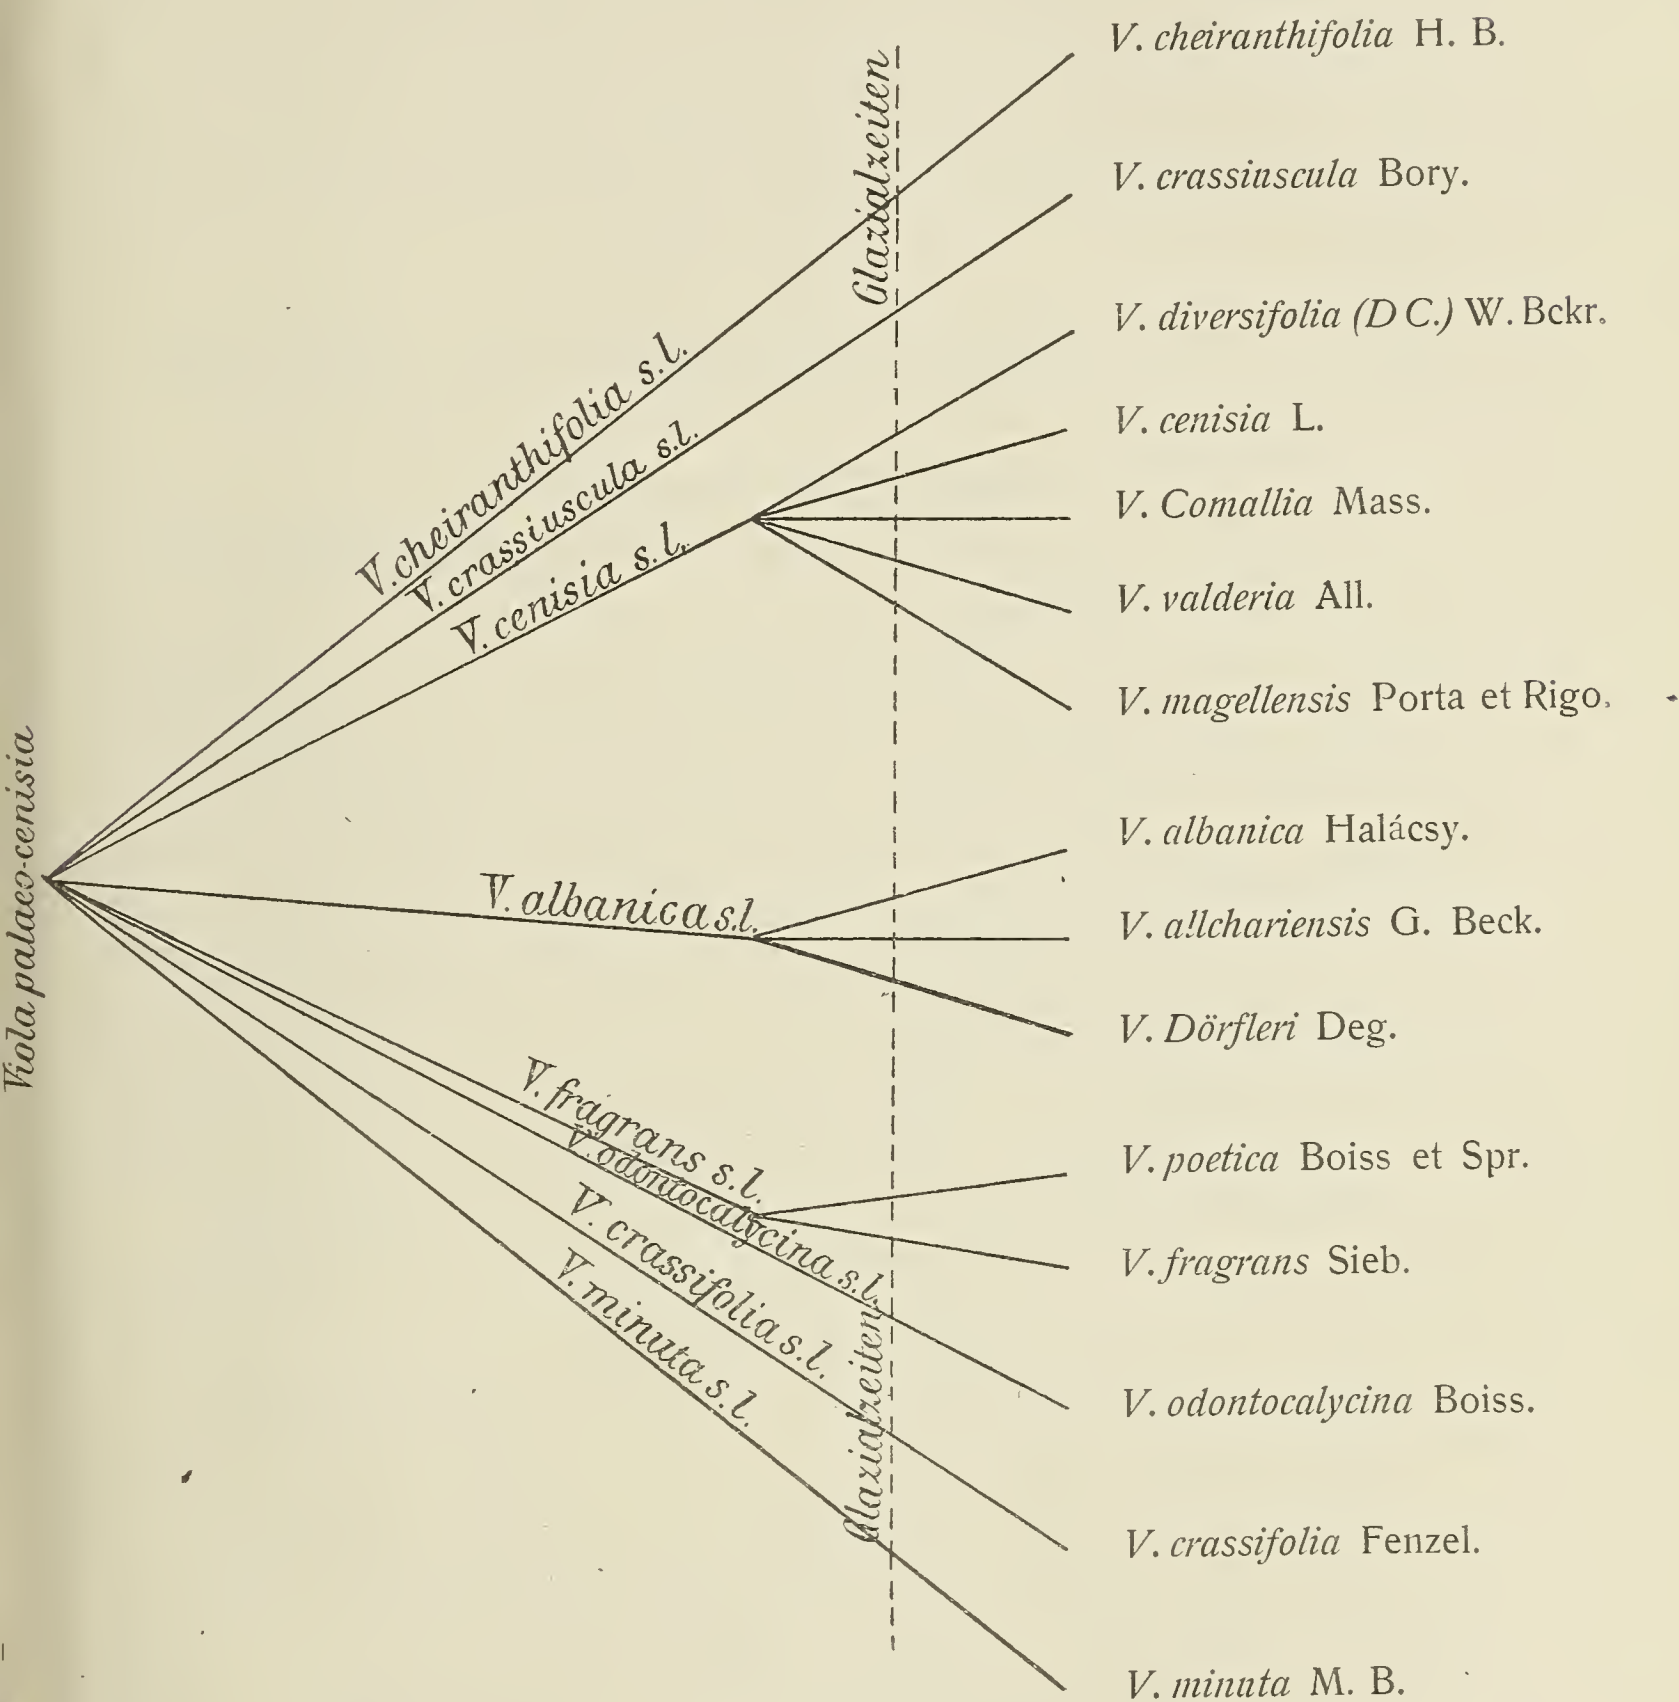 V. cheiranthifolia H. B.
Glazialzeiten
V. crassiuscula Bory.
V. diversifolia (D C.) W. Bckr.
V. cheiranthifolia s.l.
V. cenisia L.
V. crassiuscula s.l.
V. Comallia Mass.
V. cenisia s.l.
V. valderia All.
V. magellensis Porta et Rigo.
Viola palaeo-cenisia
V. albanica Halácsy.
V. albanica s.l.
V. allchariensis G. Beck.
V. Dörfleri Deg.
V. fragrans s.l.
V. poetica Boiss et Spr.
V. odontocalycina s.l.
V. fragrans Sieb.
V. crassifolia s.l.
V. minuta s.l.
Glazialzeiten
V. odontocalycina Boiss.
V. crassifolia Fenzel.
V. minuta M. B.